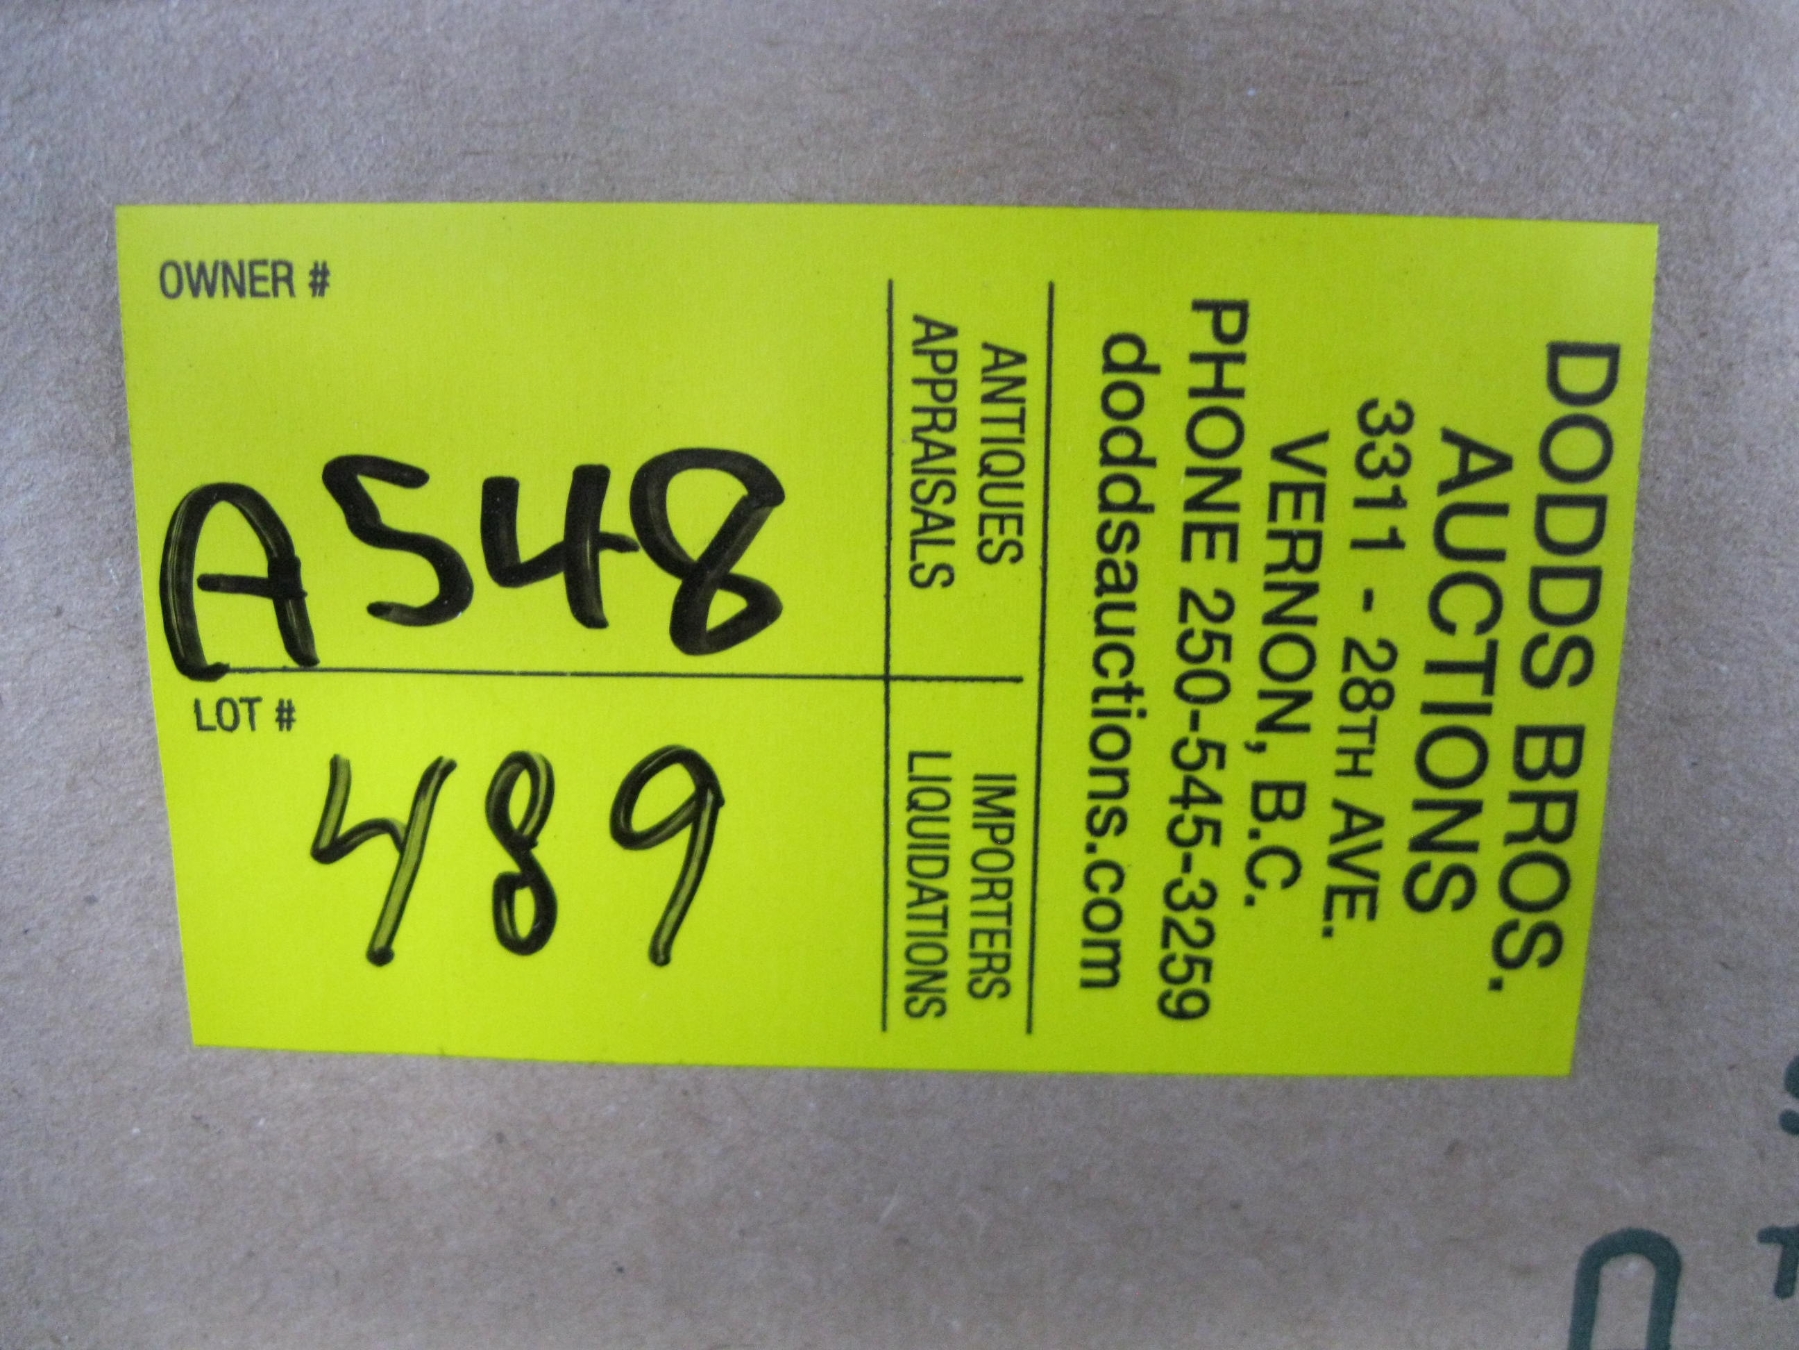 DODDS BROS.
AUCTIONS
3311 - 28TH AVE.
VERNON, B.C.
PHONE 250-545-3259
doddsauctions.com
ANTIQUES
APPRAISALS
IMPORTERS
LIQUIDATIONS
OWNER #
A548
LOT #
489